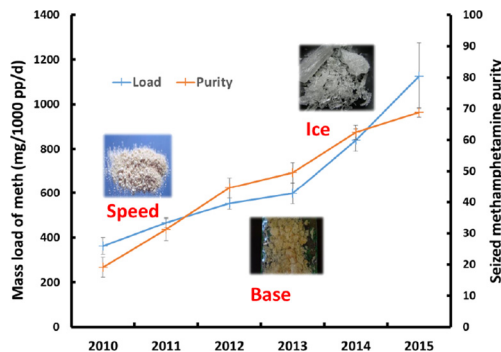 Mass load of meth (mg/1000 pp/d)
1400
1200
1000
800
600
400
200
0
Load
Purity
Speed
Ice
Base
2010 2011 2012 2013 2014 2015
100
90
80
70
60
50
40
30
20
10
0
Seized methamphetamine purity